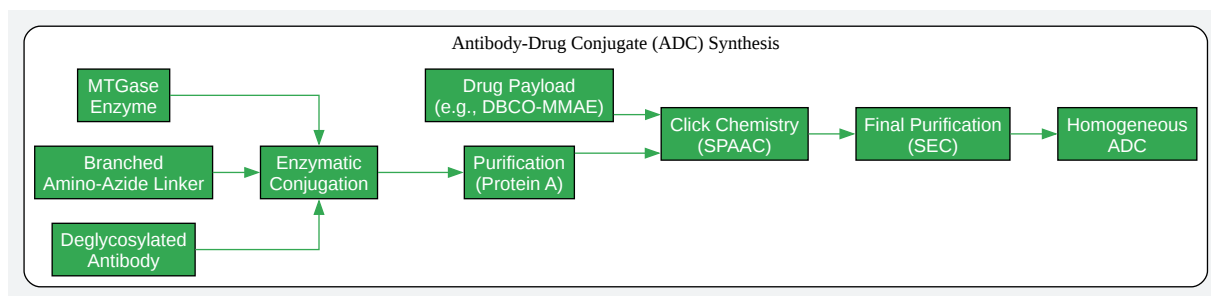 Antibody-Drug Conjugate (ADC) Synthesis
MTGase
Enzyme
Branched
Amino-Azide Linker
Deglycosylated
Antibody
Enzymatic
Conjugation
Drug Payload
(e.g., DBCO-MMAE)
Purification
(Protein A)
Click Chemistry
(SPAAC)
Final Purification
(SEC)
Homogeneous
ADC